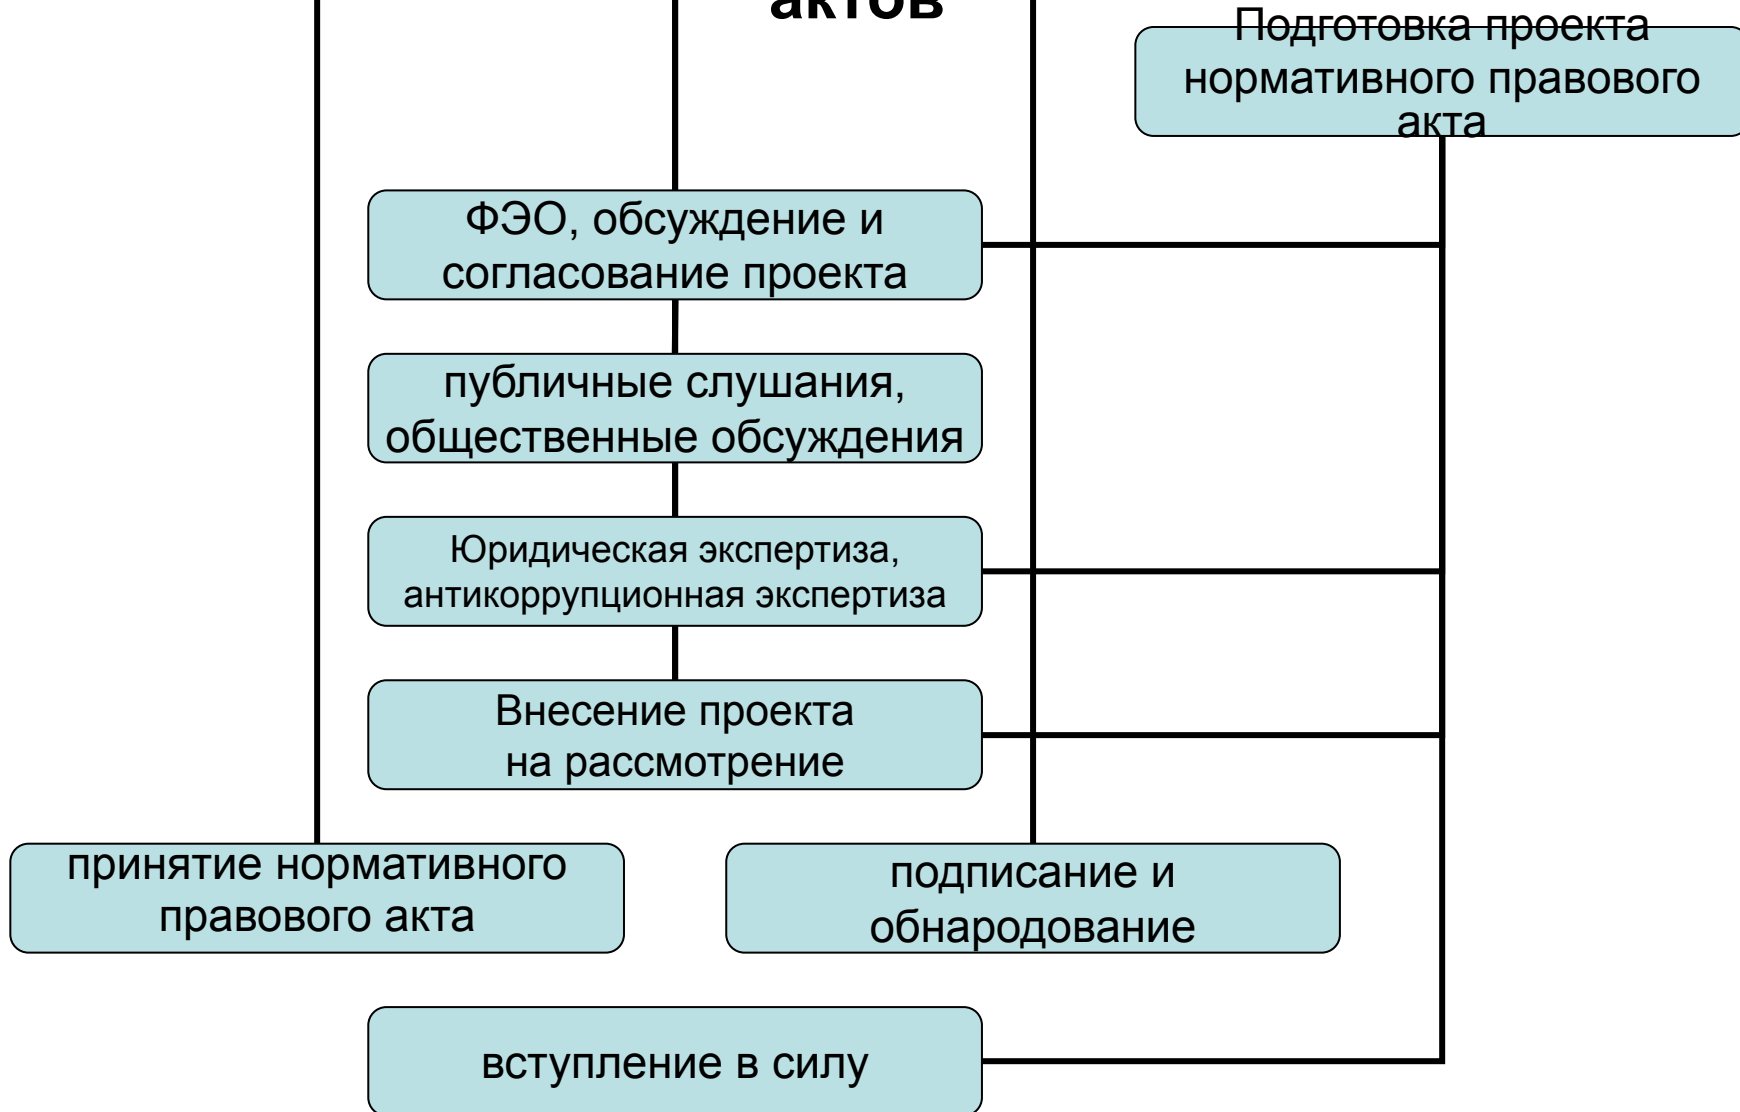 актов
Подготовка проекта
нормативного правового
акта
ФЭО, обсуждение и
согласование проекта
публичные слушания,
общественные обсуждения
Юридическая экспертиза,
антикоррупционная экспертиза
Внесение проекта
на рассмотрение
принятие нормативного
правового акта
подписание и
обнародование
вступление в силу